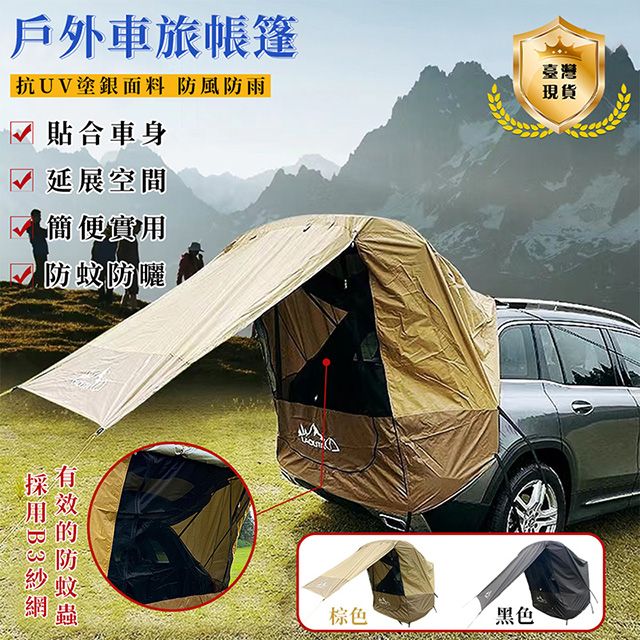 戶外車旅帳篷
抗UV塗銀面料 防風防雨
臺灣
現貨
貼合車身
延展空間
簡便實用
防蚊防曬
有效的防蚊蟲
採用B3紗網
棕色
黑色